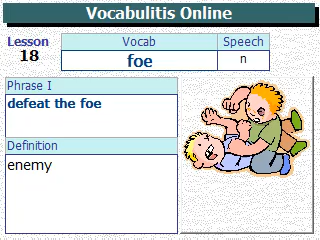 Vocabulitis Online
Lesson
18
Vocab
Speech
foe
n
Phrase I
defeat the foe
Definition
enemy